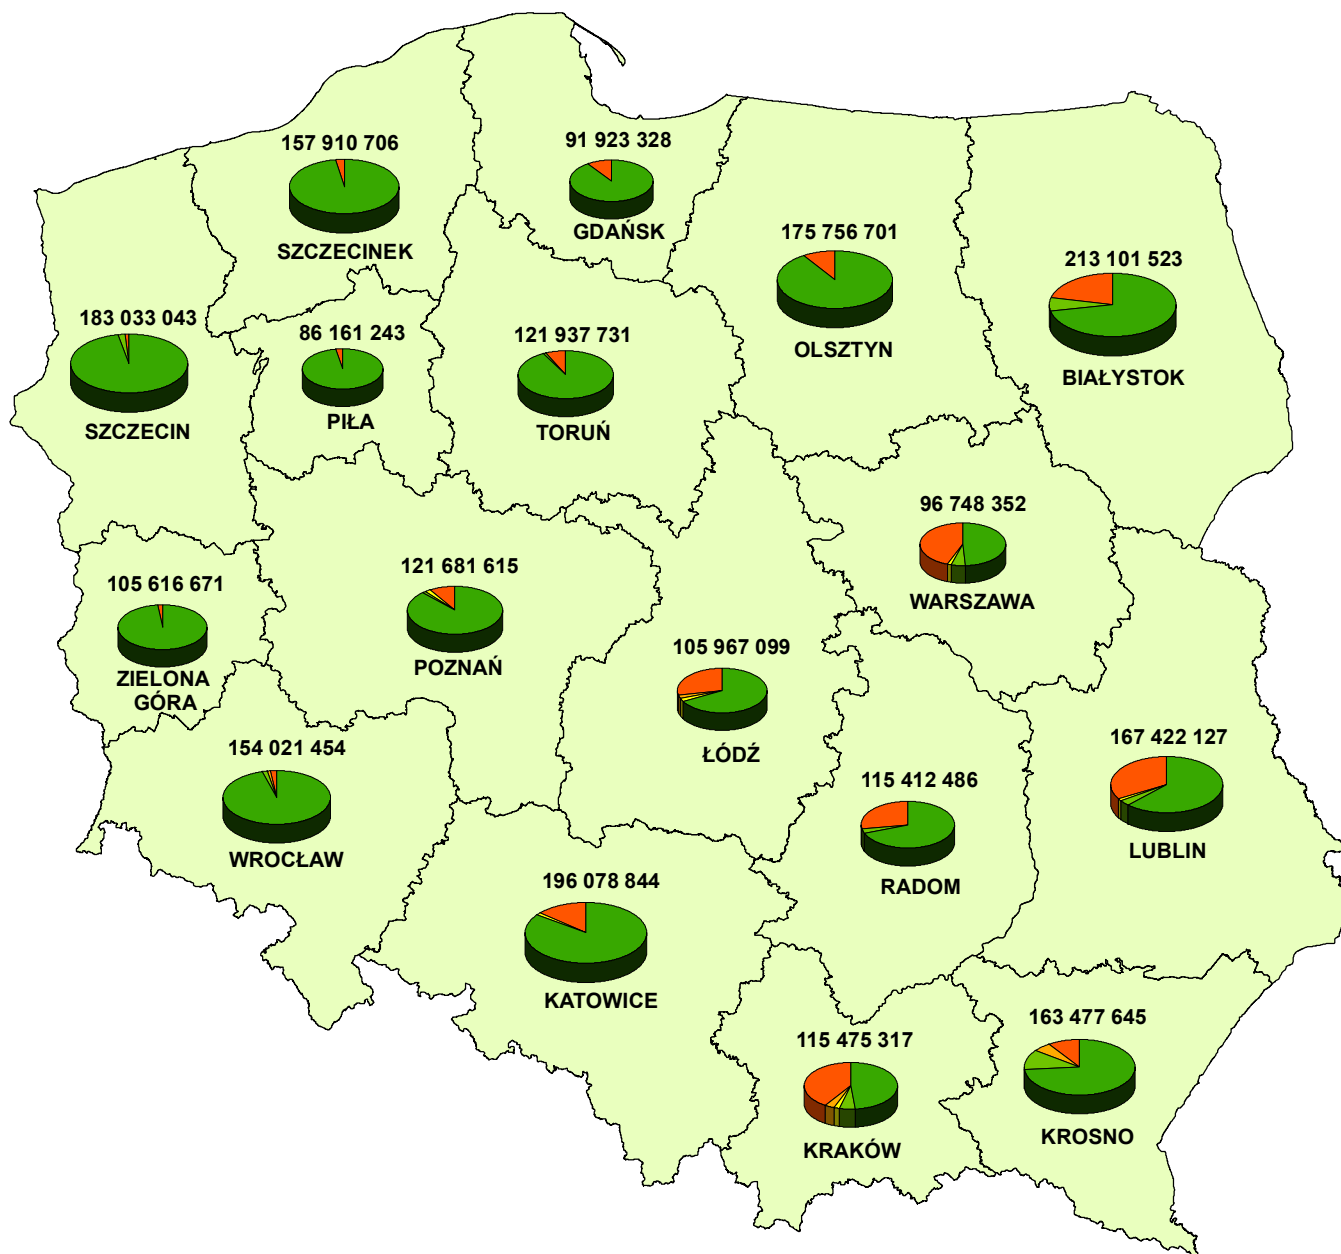 157 910 706
SZCZECINEK
91 923 328
GDAŃSK
175 756 701
OLSZTYN
213 101 523
BIAŁYSTOK
183 033 043
SZCZECIN
86 161 243
PIŁA
121 937 731
TORUŃ
96 748 352
WARSZAWA
105 616 671
ZIELONA
GÓRA
121 681 615
POZNAŃ
105 967 099
ŁÓDŹ
154 021 454
WROCŁAW
115 412 486
RADOM
167 422 127
LUBLIN
196 078 844
KATOWICE
115 475 317
KRAKÓW
163 477 645
KROSNO